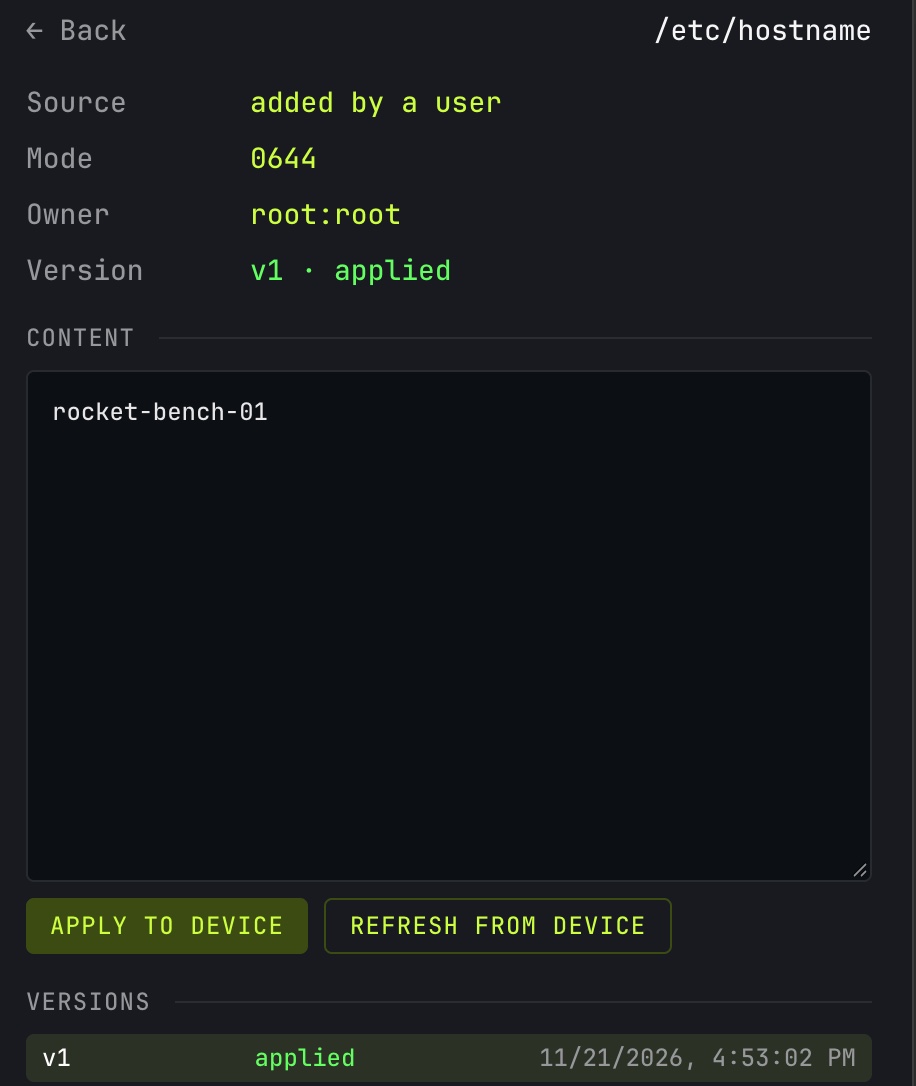 ← Back /etc/hostname
Source added by a user
Mode 0644
Owner root:root
Version v1 · applied
CONTENT
rocket-bench-01
APPLY TO DEVICE REFRESH FROM DEVICE
VERSIONS
v1 applied 11/21/2026, 4:53:02 PM